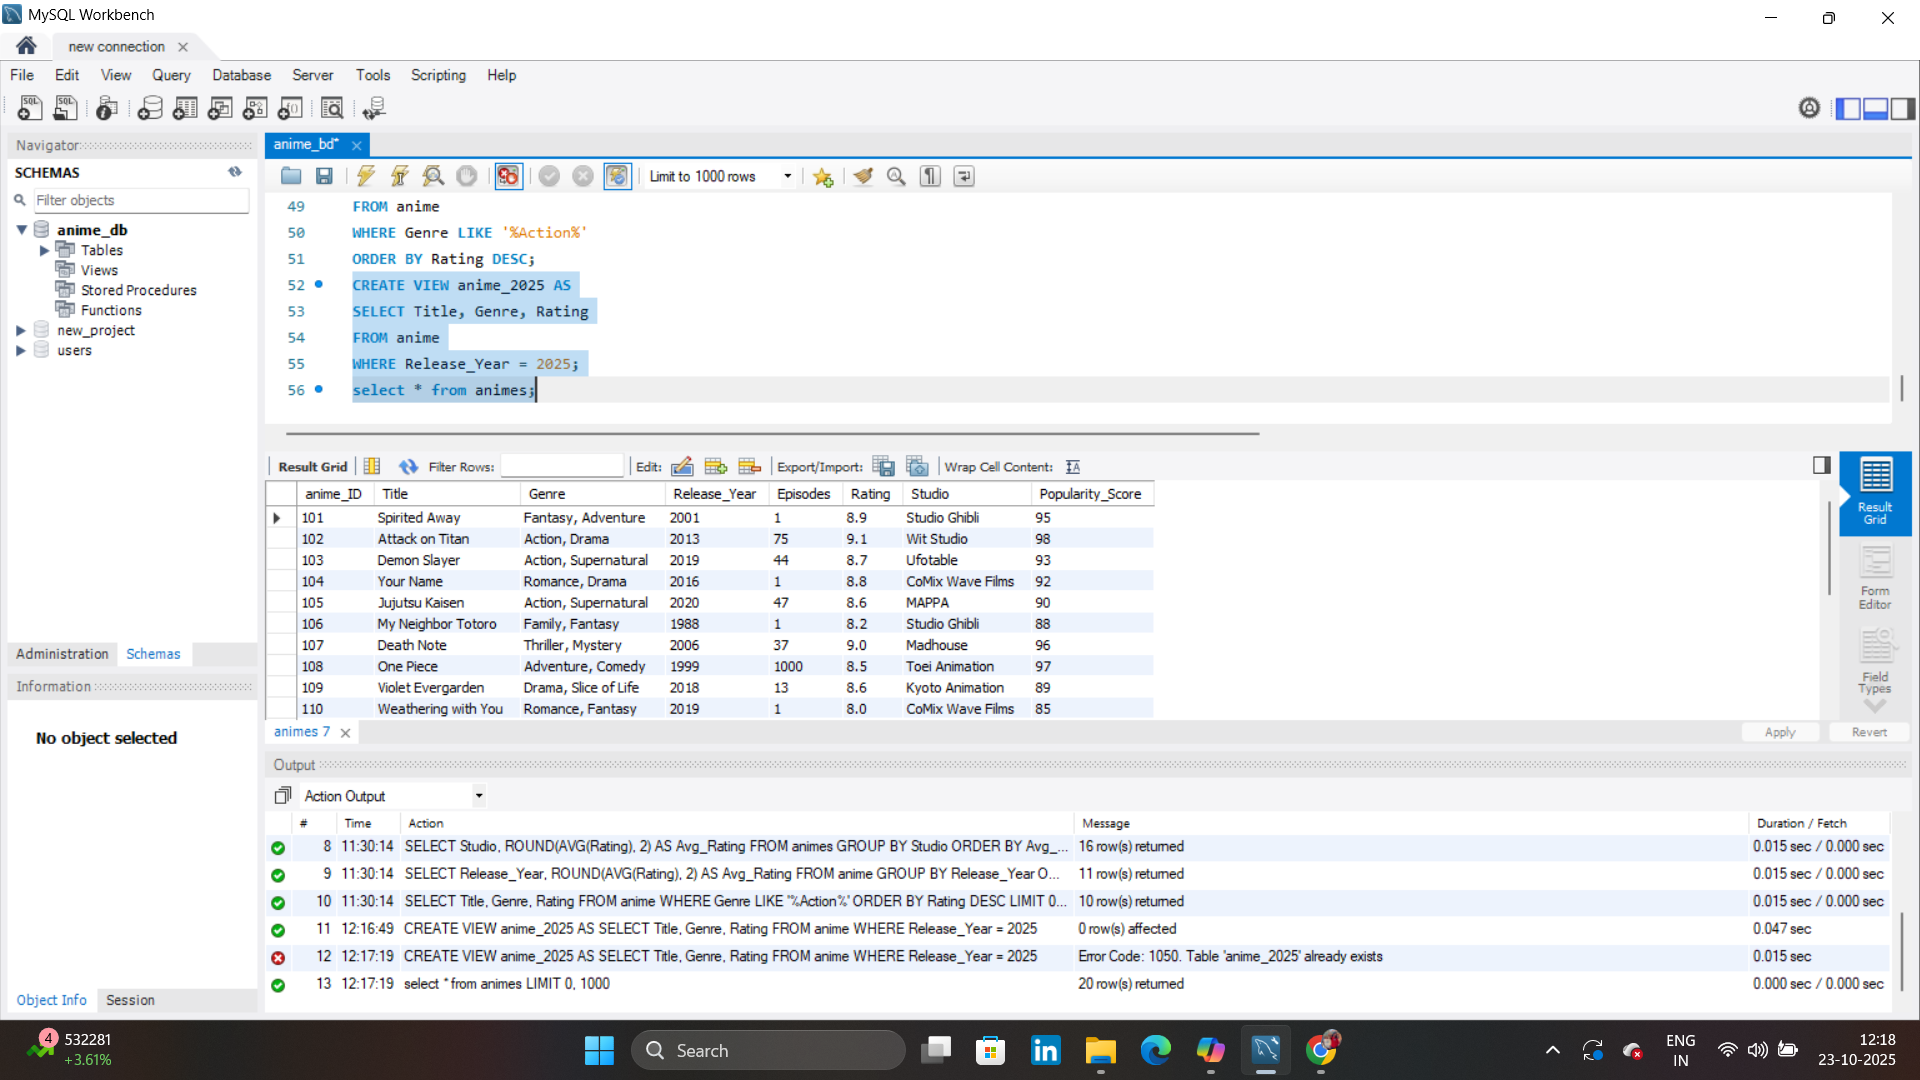 MySQL Workbench
new connection
File Edit View Query Database Server Tools Scripting Help
Navigator
SCHEMAS
Filter objects
anime_db
Tables
Views
Stored Procedures
Functions
new_project
users
Administration Schemas
Information
No object selected
Object Info Session
anime_bd*
Limit to 1000 rows
49 FROM anime
50 WHERE Genre LIKE '%Action%'
51 ORDER BY Rating DESC;
52 CREATE VIEW anime_2025 AS
53 SELECT Title, Genre, Rating
54 FROM anime
55 WHERE Release_Year = 2025;
56 select * from animes;
Result Grid Filter Rows: Edit: Export/Import: Wrap Cell Content:
anime_ID Title Genre Release_Year Episodes Rating Studio Popularity_Score
101 Spirited Away Fantasy, Adventure 2001 1 8.9 Studio Ghibli 95
102 Attack on Titan Action, Drama 2013 75 9.1 Wit Studio 98
103 Demon Slayer Action, Supernatural 2019 44 8.7 Ufotable 93
104 Your Name Romance, Drama 2016 1 8.8 CoMix Wave Films 92
105 Jujutsu Kaisen Action, Supernatural 2020 47 8.6 MAPPA 90
106 My Neighbor Totoro Family, Fantasy 1988 1 8.2 Studio Ghibli 88
107 Death Note Thriller, Mystery 2006 37 9.0 Madhouse 96
108 One Piece Adventure, Comedy 1999 1000 8.5 Toei Animation 97
109 Violet Evergarden Drama, Slice of Life 2018 13 8.6 Kyoto Animation 89
110 Weathering with You Romance, Fantasy 2019 1 8.0 CoMix Wave Films 85
Result
Grid
Form
Editor
Field
Types
animes 7
Apply Revert
Output
Action Output
# Time Action Message Duration / Fetch
8 11:30:14 SELECT Studio, ROUND(AVG(Rating), 2) AS Avg_Rating FROM animes GROUP BY Studio ORDER BY Avg_... 16 row(s) returned 0.015 sec / 0.000 sec
9 11:30:14 SELECT Release_Year, ROUND(AVG(Rating), 2) AS Avg_Rating FROM anime GROUP BY Release_Year O... 11 row(s) returned 0.015 sec / 0.000 sec
10 11:30:14 SELECT Title, Genre, Rating FROM anime WHERE Genre LIKE '%Action%' ORDER BY Rating DESC LIMIT 0... 10 row(s) returned 0.015 sec / 0.000 sec
11 12:16:49 CREATE VIEW anime_2025 AS SELECT Title, Genre, Rating FROM anime WHERE Release_Year = 2025 0 row(s) affected 0.047 sec
12 12:17:19 CREATE VIEW anime_2025 AS SELECT Title, Genre, Rating FROM anime WHERE Release_Year = 2025 Error Code: 1050. Table 'anime_2025' already exists 0.015 sec
13 12:17:19 select * from animes LIMIT 0, 1000 20 row(s) returned 0.000 sec / 0.000 sec
4
532281
+3.61%
Search
ENG
IN
12:18
23-10-2025